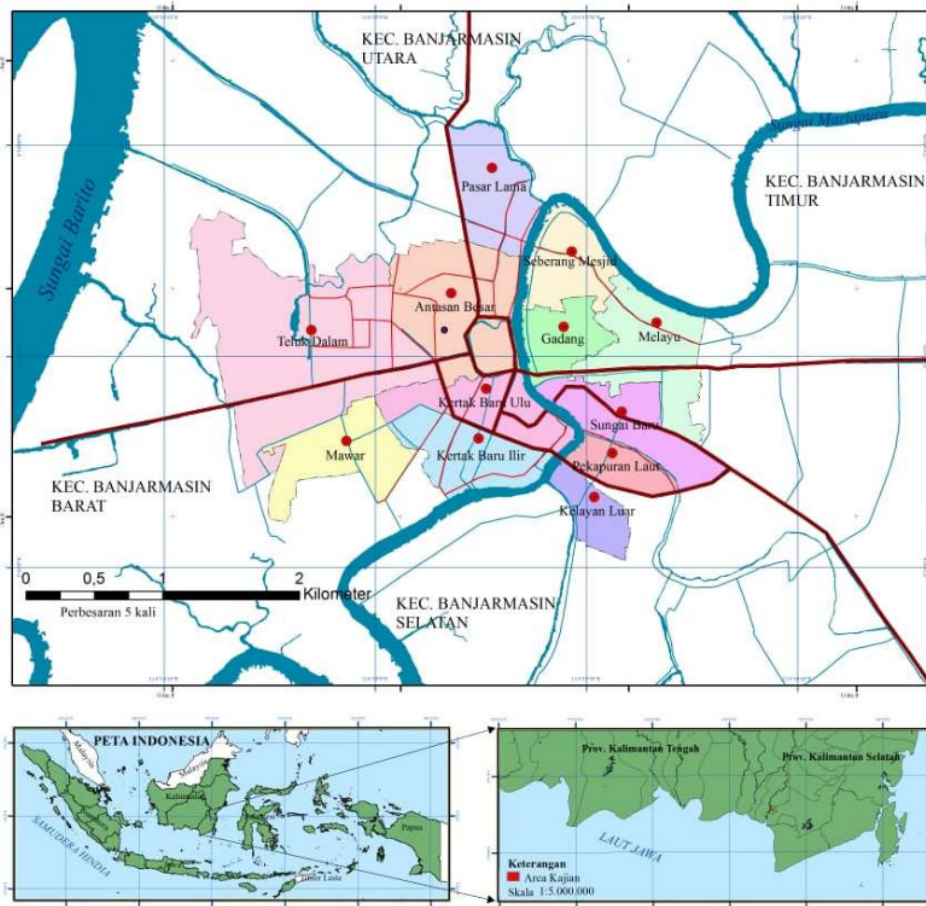 KEC. BANJARMASIN
UTARA
Sungai Martapura
KEC. BANJARMASIN
TIMUR
Sungai Barito
Pasar Lama
Seberang Mesjid
Antasan Besar
Teluk Dalam
Gadang
Melayu
Kertak Baru Ulu
Sungai Baru
Mawar
Kertak Baru Ilir
Pekapuran Laut
Kelayan Luar
KEC. BANJARMASIN
BARAT
0 0,5 1 2
Kilometer
Perbesaran 5 kali
KEC. BANJARMASIN
SELATAN
PETA INDONESIA
Malaysia
Malaysia
Kalimantan
Papua
SAMUDERA HINDIA
Jawa
Timor Leste
Prov. Kalimantan Tengah
Prov. Kalimantan Selatan
LAUT JAWA
Keterangan
Area Kajian
Skala 1:5.000.000